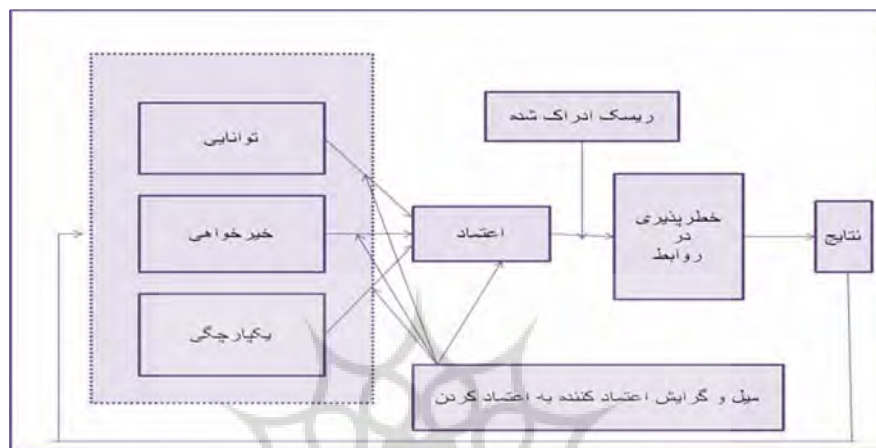 توانایی
خیرخواهی
یکپارچگی
اعتماد
ریسک ادراک شده
خطرپذیری
در
روابط
نتایج
میل و گرایش اعتماد کننده به اعتماد کردن